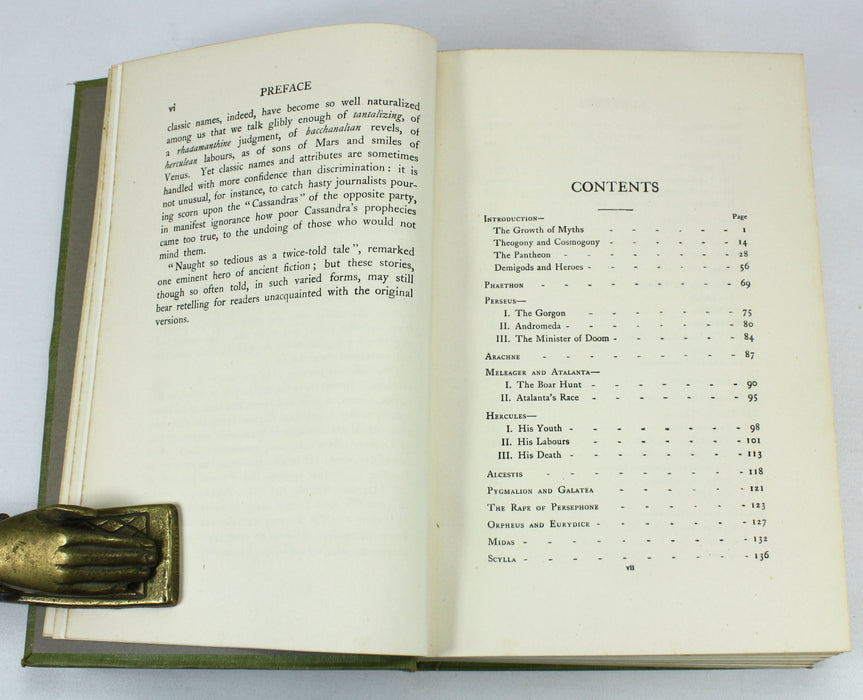 vi
PREFACE
classic names, indeed, have become so well naturalized
among us that we talk glibly enough of tantalizing, of
a rhadamanthine judgment, of bacchanalian revels, of
herculean labours, as of sons of Mars and smiles of
Venus. Yet classic names and attributes are sometimes
handled with more confidence than discrimination: it is
not unusual, for instance, to catch hasty journalists pour-
ing scorn upon the "Cassandras" of the opposite party,
in manifest ignorance how poor Cassandra's prophecies
came too true, to the undoing of those who would not
mind them.
"Naught so tedious as a twice-told tale", remarked
one eminent hero of ancient fiction; but these stories,
though so often told, in such varied forms, may still
bear retelling for readers unacquainted with the original
versions.
CONTENTS
Page
INTRODUCTION—
The Growth of Myths - - - - - - 1
Theogony and Cosmogony - - - - - - 14
The Pantheon - - - - - - - 28
Demigods and Heroes - - - - - - - 56
PHAETHON - - - - - - - - 69
PERSEUS—
I. The Gorgon - - - - - - 75
II. Andromeda - - - - - - - 80
III. The Minister of Doom - - - - - - 84
ARACHNE - - - - - - - - 87
MELEAGER AND ATALANTA—
I. The Boar Hunt - - - - - - 90
II. Atalanta's Race - - - - - - 95
HERCULES—
I. His Youth - - - - - - - 98
II. His Labours - - - - - - 101
III. His Death - - - - - - - 113
ALCESTIS - - - - - - - - 118
PYGMALION AND GALATEA - - - - - - 121
THE RAPE OF PERSEPHONE - - - - - - 123
ORPHEUS AND EURYDICE - - - - - - - 127
MIDAS - - - - - - - - - 132
SCYLLA - - - - - - - - - 136
vii